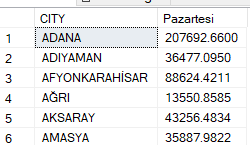 CITY Pazartesi
1 ADANA 207692.6600
2 ADIYAMAN 36477.0950
3 AFYONKARAHİSAR 88624.4211
4 AĞRI 13550.8585
5 AKSARAY 43256.4834
6 AMASYA 35887.9822